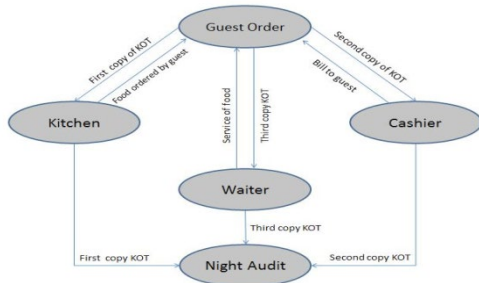 Guest Order
First copy of KOT
Food ordered by guest
Service of food
Third copy KOT
Bill to guest
Second copy of KOT
Kitchen
Cashier
Waiter
Third copy KOT
First copy KOT
Second copy KOT
Night Audit